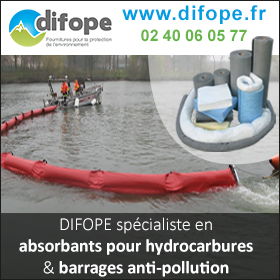 difope
Fournitures pour la protection
de l'environnement
www.difope.fr
02 40 06 05 77
DIFOPE spécialiste en
absorbants pour hydrocarbures
& barrages anti-pollution